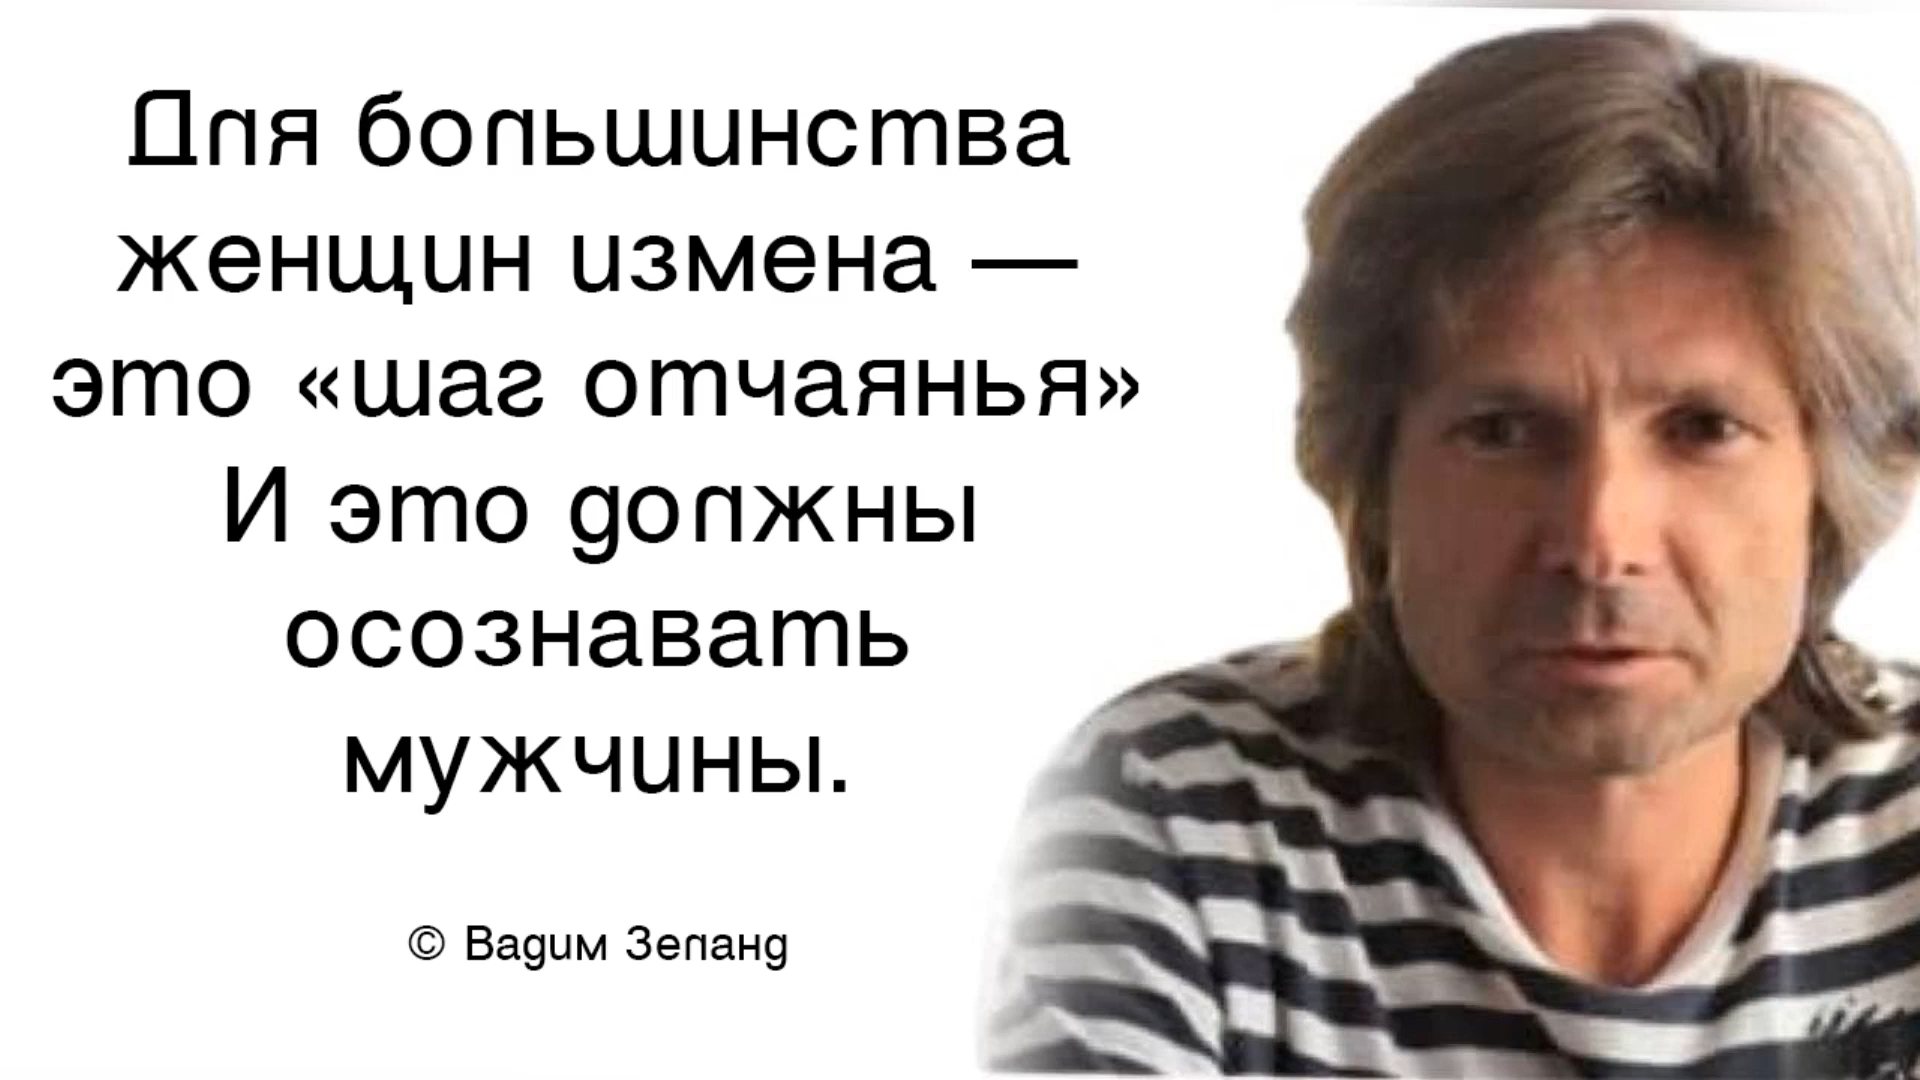 Для большинства
женщин измена —
это «шаг отчаянья»
И это должны
осознавать
мужчины.
© Вадим Зеланд